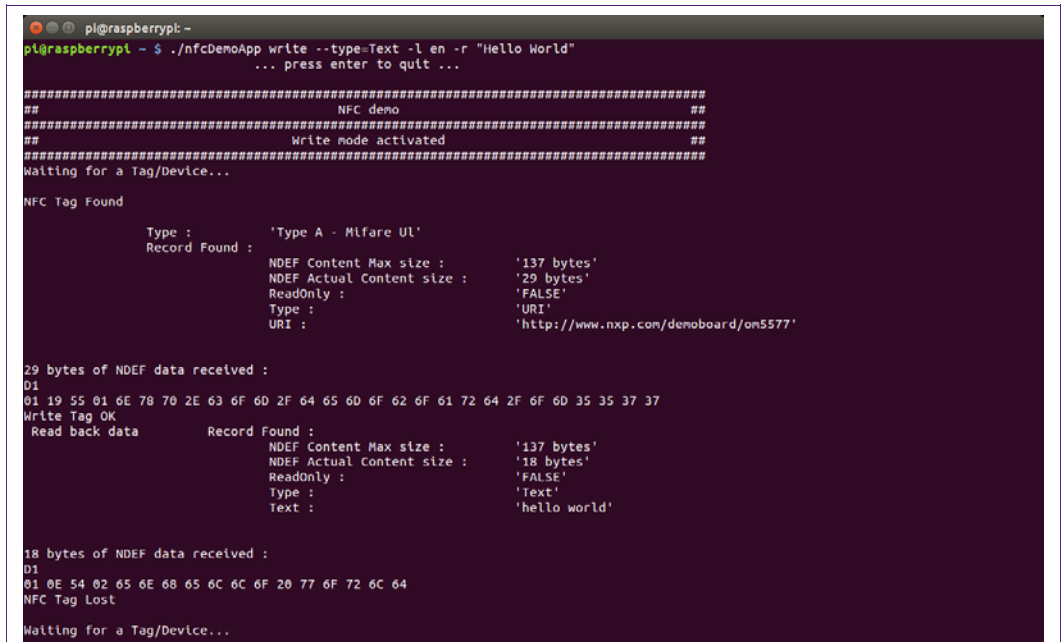 pi@raspberrypi: ~
pi@raspberrypi ~ $ ./nfcDemoApp write --type=Text -l en -r "Hello World"
... press enter to quit ...
#########################################################################################
## NFC demo ##
#########################################################################################
## Write mode activated ##
#########################################################################################
Waiting for a Tag/Device...
NFC Tag Found
Type : 'Type A - Mifare Ul'
Record Found :
NDEF Content Max size : '137 bytes'
NDEF Actual Content size : '29 bytes'
ReadOnly : 'FALSE'
Type : 'URI'
URI : 'http://www.nxp.com/demoboard/om5577'
29 bytes of NDEF data received :
D1
01 19 55 01 6E 78 70 2E 63 6F 6D 2F 64 65 6D 6F 62 6F 61 72 64 2F 6F 6D 35 35 37 37
Write Tag OK
Read back data Record Found :
NDEF Content Max size : '137 bytes'
NDEF Actual Content size : '18 bytes'
ReadOnly : 'FALSE'
Type : 'Text'
Text : 'hello world'
18 bytes of NDEF data received :
D1
01 0E 54 02 65 6E 68 65 6C 6C 6F 20 77 6F 72 6C 64
NFC Tag Lost
Waiting for a Tag/Device...